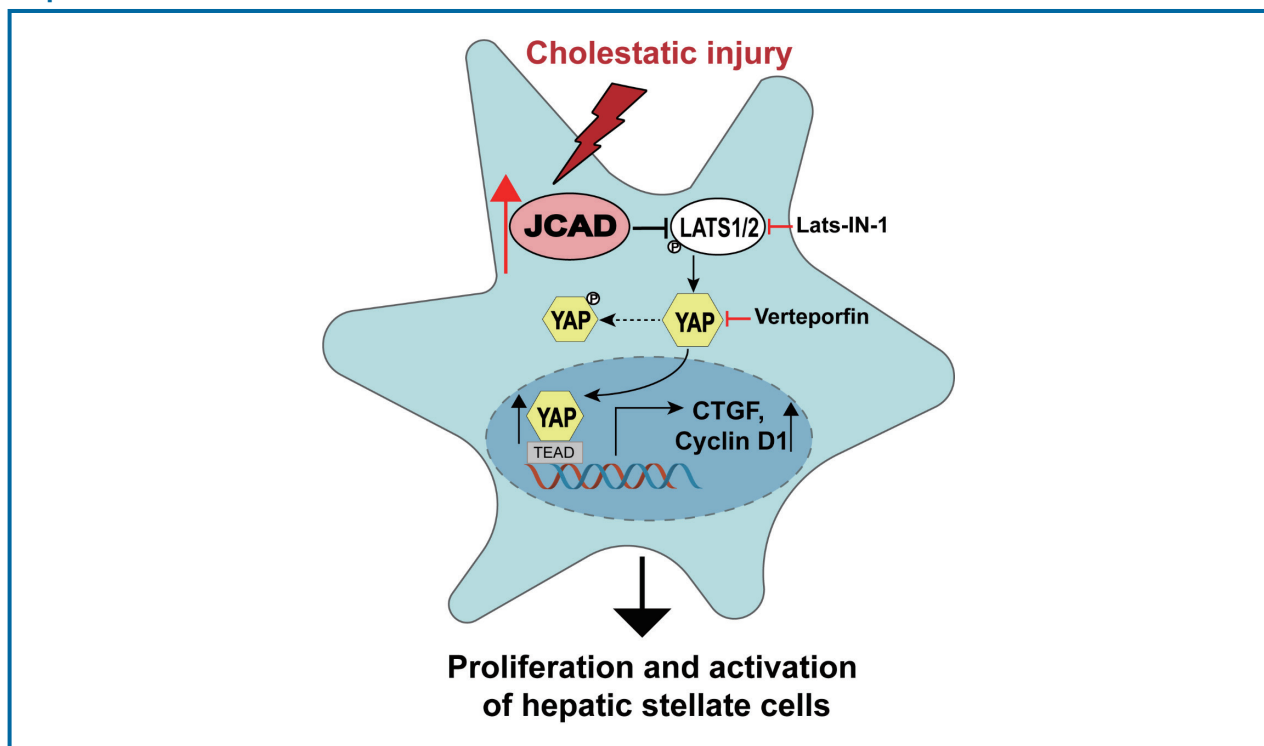 Cholestatic injury
JCAD
LATS1/2
Lats-IN-1
P
P
YAP
YAP
Verteporfin
YAP
CTGF,
Cyclin D1
TEAD
Proliferation and activation
of hepatic stellate cells